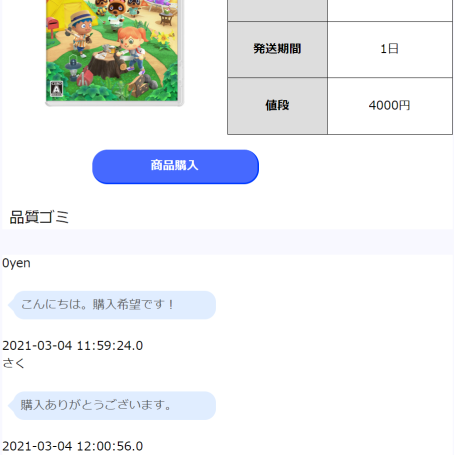 A
発送期間 1日
値段 4000円
商品購入
品質ゴミ
0yen
こんにちは。購入希望です！
2021-03-04 11:59:24.0
さく
購入ありがとうございます。
2021-03-04 12:00:56.0